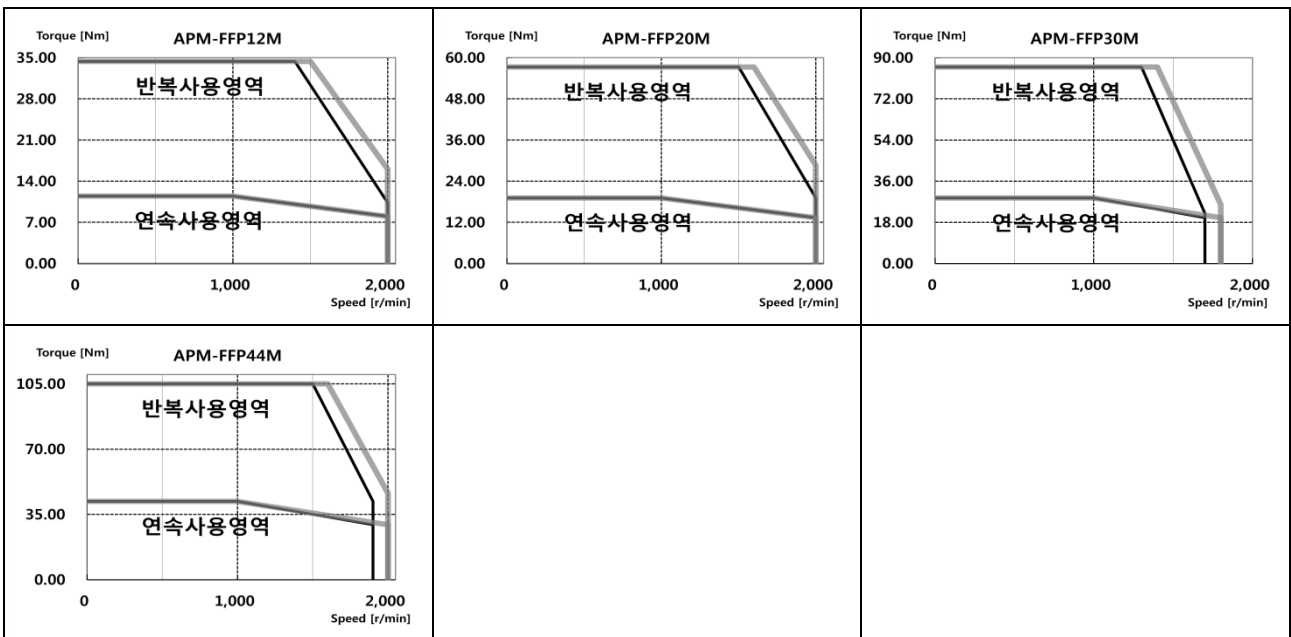 Torque [Nm] APM-FFP12M
35.00
28.00
21.00
14.00
7.00
0.00
반복사용영역
연속사용영역
0 1,000 2,000
Speed [r/min]
Torque [Nm] APM-FFP20M
60.00
48.00
36.00
24.00
12.00
0.00
반복사용영역
연속사용영역
0 1,000 2,000
Speed [r/min]
Torque [Nm] APM-FFP30M
90.00
72.00
54.00
36.00
18.00
0.00
반복사용영역
연속사용영역
0 1,000 2,000
Speed [r/min]
Torque [Nm] APM-FFP44M
105.00
70.00
35.00
0.00
반복사용영역
연속사용영역
0 1,000 2,000
Speed [r/min]